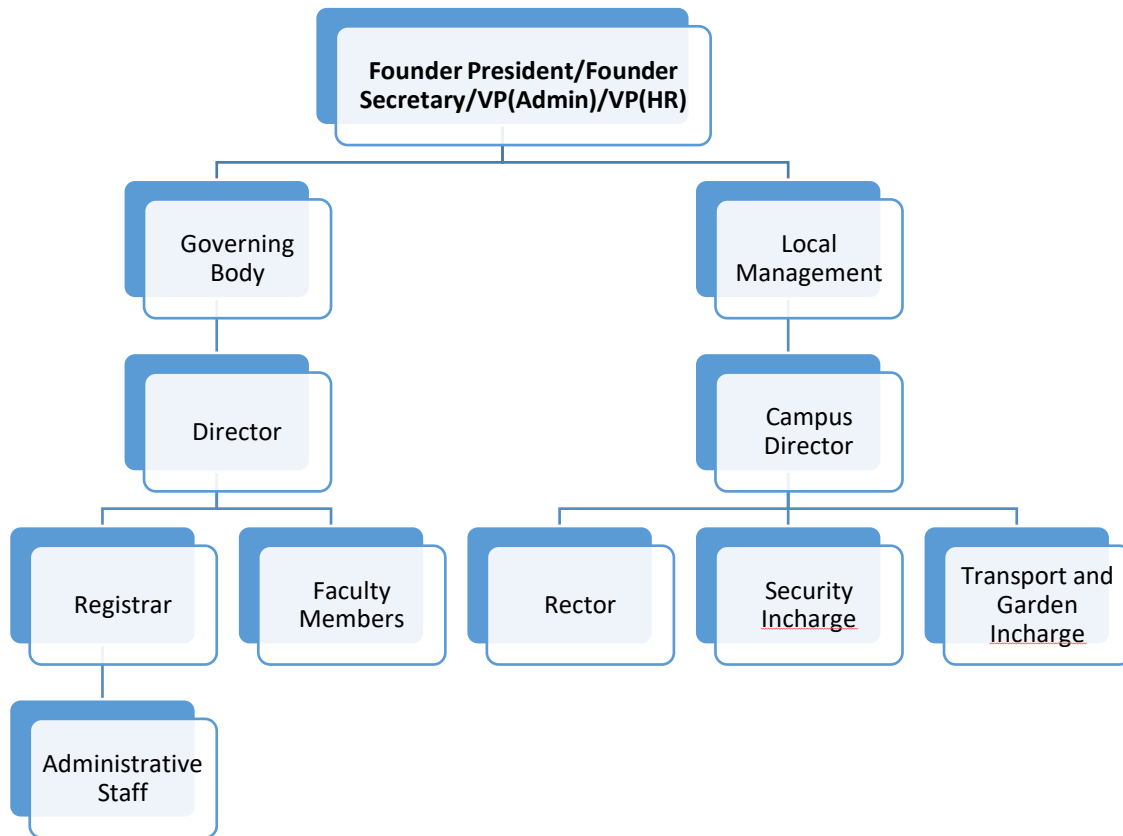 Founder President/Founder
Secretary/VP(Admin)/VP(HR)
Governing
Body
Local
Management
Director
Campus
Director
Registrar
Faculty
Members
Rector
Security
Incharge
Transport and
Garden
Incharge
Administrative
Staff